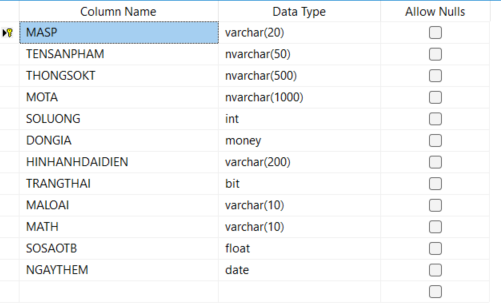 Column Name Data Type Allow Nulls
MASP varchar(20)
TENSANPHAM nvarchar(50)
THONGSOKT nvarchar(500)
MOTA nvarchar(1000)
SOLUONG int
DONGIA money
HINHANHDAIDIEN varchar(200)
TRANGTHAI bit
MALOAI varchar(10)
MATH varchar(10)
SOSAOTB float
NGAYTHEM date